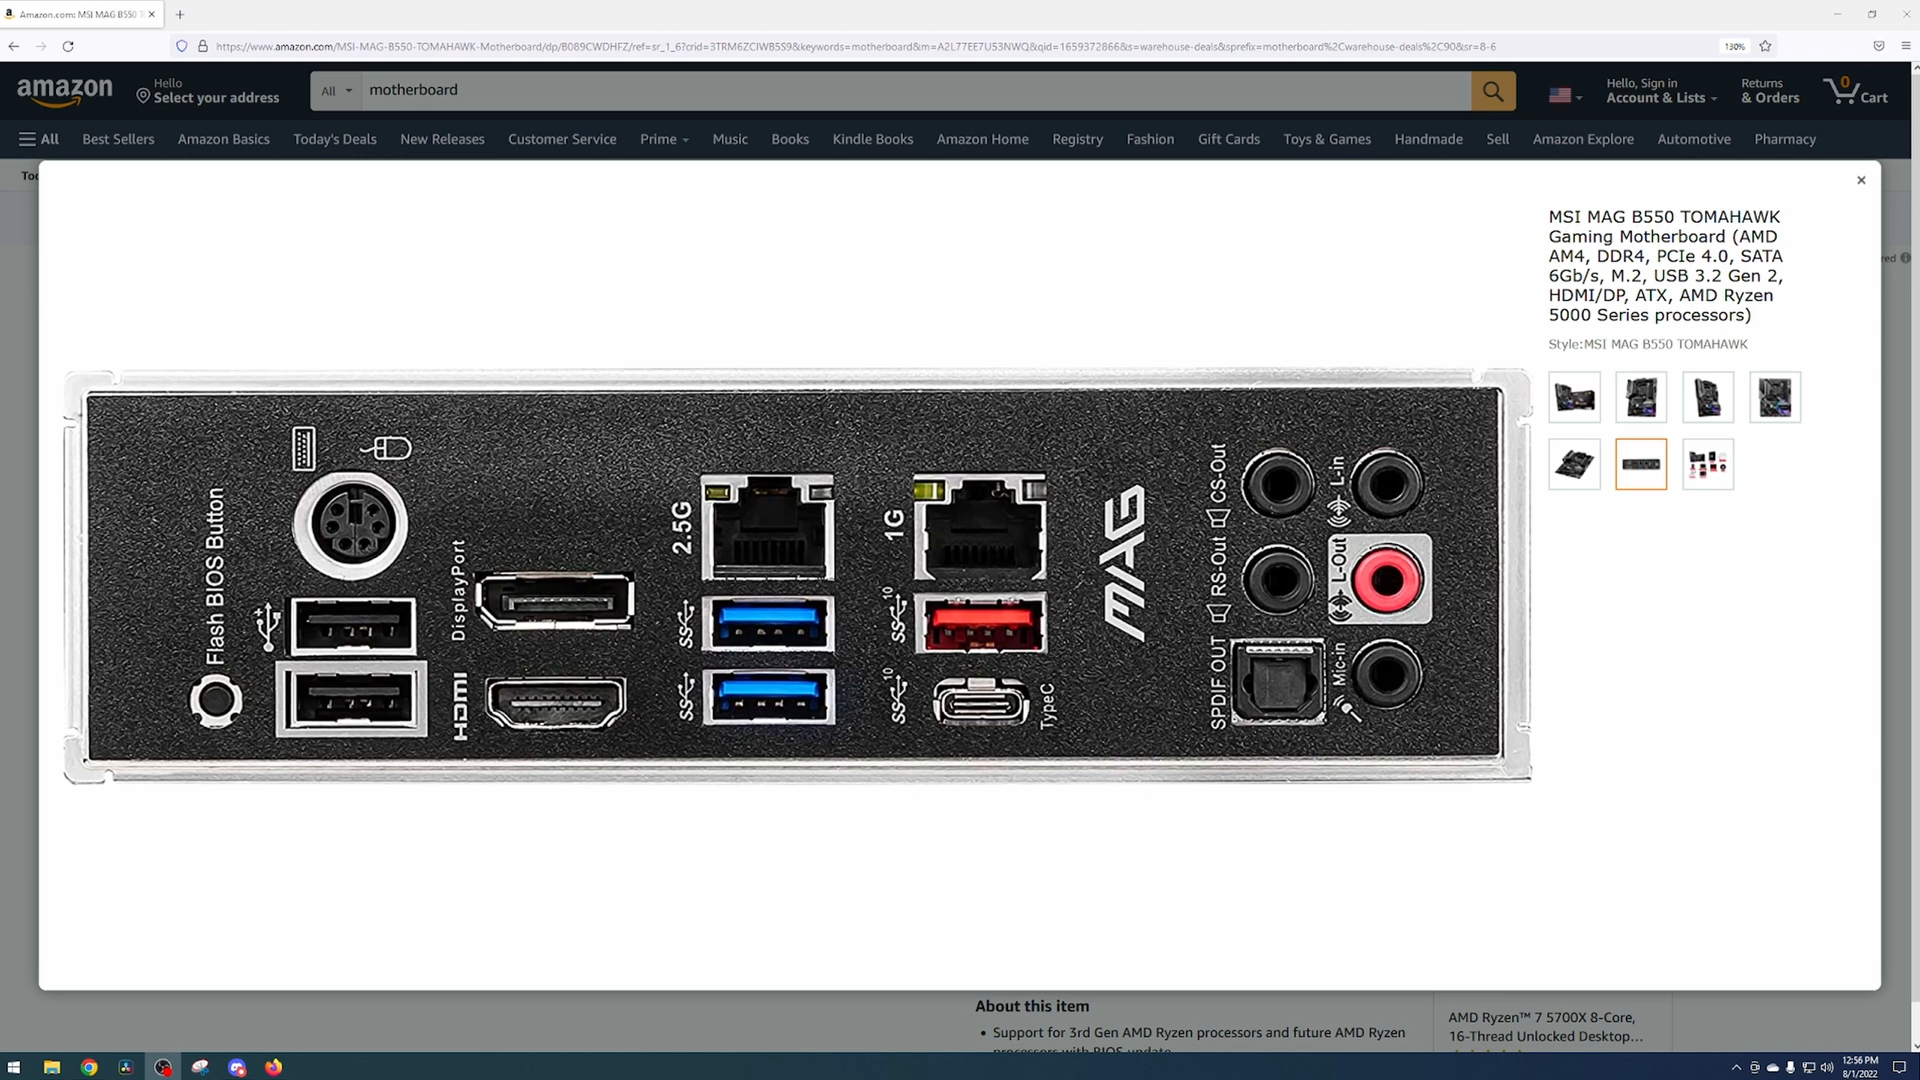 Amazon.com: MSI MAG B550 T
https://www.amazon.com/MSI-MAG-B550-TOMAHAWK-Motherboard/dp/B089CWDHFZ/ref=sr_1_6?crid=3TRM6ZCIWB5S9&keywords=motherboard&m=A2L77EE7U53NWQ&qid=1659372866&s=warehouse-deals&sprefix=motherboard%2Cwarehouse-deals%2C90&sr=8-6
130%
amazon
Hello
Select your address
All
motherboard
Hello, Sign in
Account & Lists
Returns
& Orders
0
Cart
All
Best Sellers
Amazon Basics
Today's Deals
New Releases
Customer Service
Prime
Music
Books
Kindle Books
Amazon Home
Registry
Fashion
Gift Cards
Toys & Games
Handmade
Sell
Amazon Explore
Automotive
Pharmacy
MSI MAG B550 TOMAHAWK
Gaming Motherboard (AMD
AM4, DDR4, PCIe 4.0, SATA
6Gb/s, M.2, USB 3.2 Gen 2,
HDMI/DP, ATX, AMD Ryzen
5000 Series processors)
Style:MSI MAG B550 TOMAHAWK
Flash BIOS Button
DisplayPort
HDMI
2.5G
SS
SS
1G
SS 10
SS 10
TypeC
MAG
CS-Out
RS-Out
SPDIF OUT
L-in
L-Out
Mic-in
About this item
• Support for 3rd Gen AMD Ryzen processors and future AMD Ryzen
processors with BIOS update
AMD Ryzen™ 7 5700X 8-Core,
16-Thread Unlocked Desktop...
12:56 PM
8/1/2022